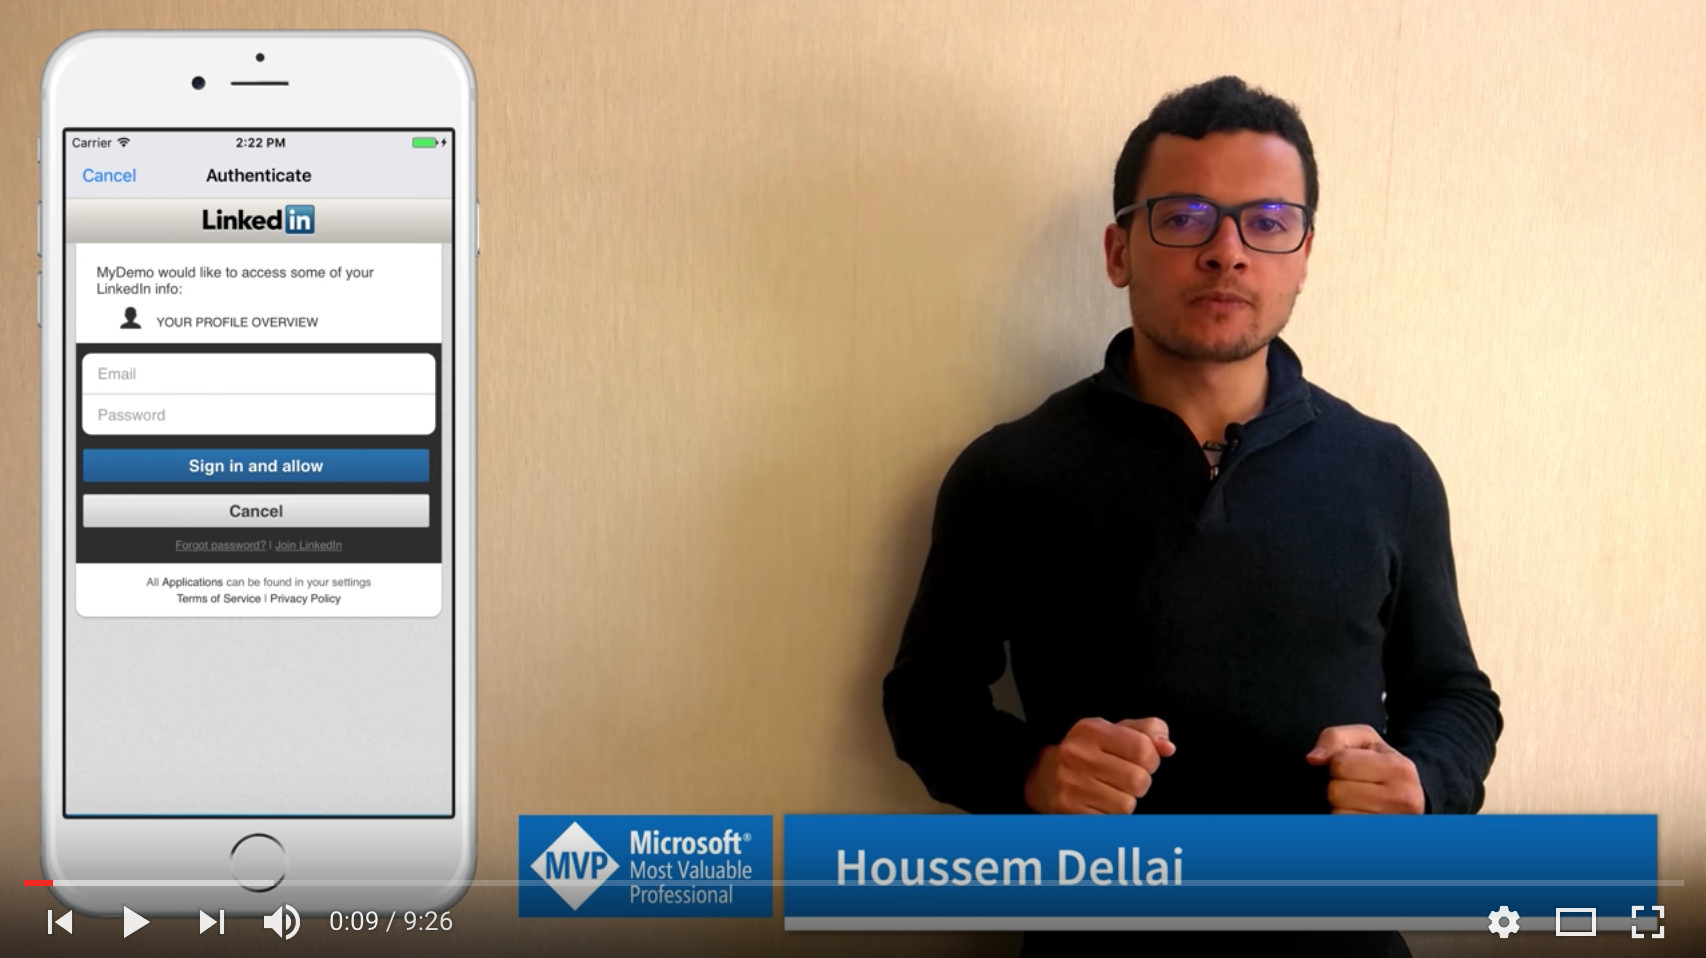 Carrier
2:22 PM
Cancel
Authenticate
Linked in
MyDemo would like to access some of your
LinkedIn info:
YOUR PROFILE OVERVIEW
Email
Password
Sign in and allow
Cancel
Forgot password? | Join LinkedIn
All Applications can be found in your settings
Terms of Service | Privacy Policy
MVP
Microsoft®
Most Valuable
Professional
Houssem Dellai
0:09 / 9:26